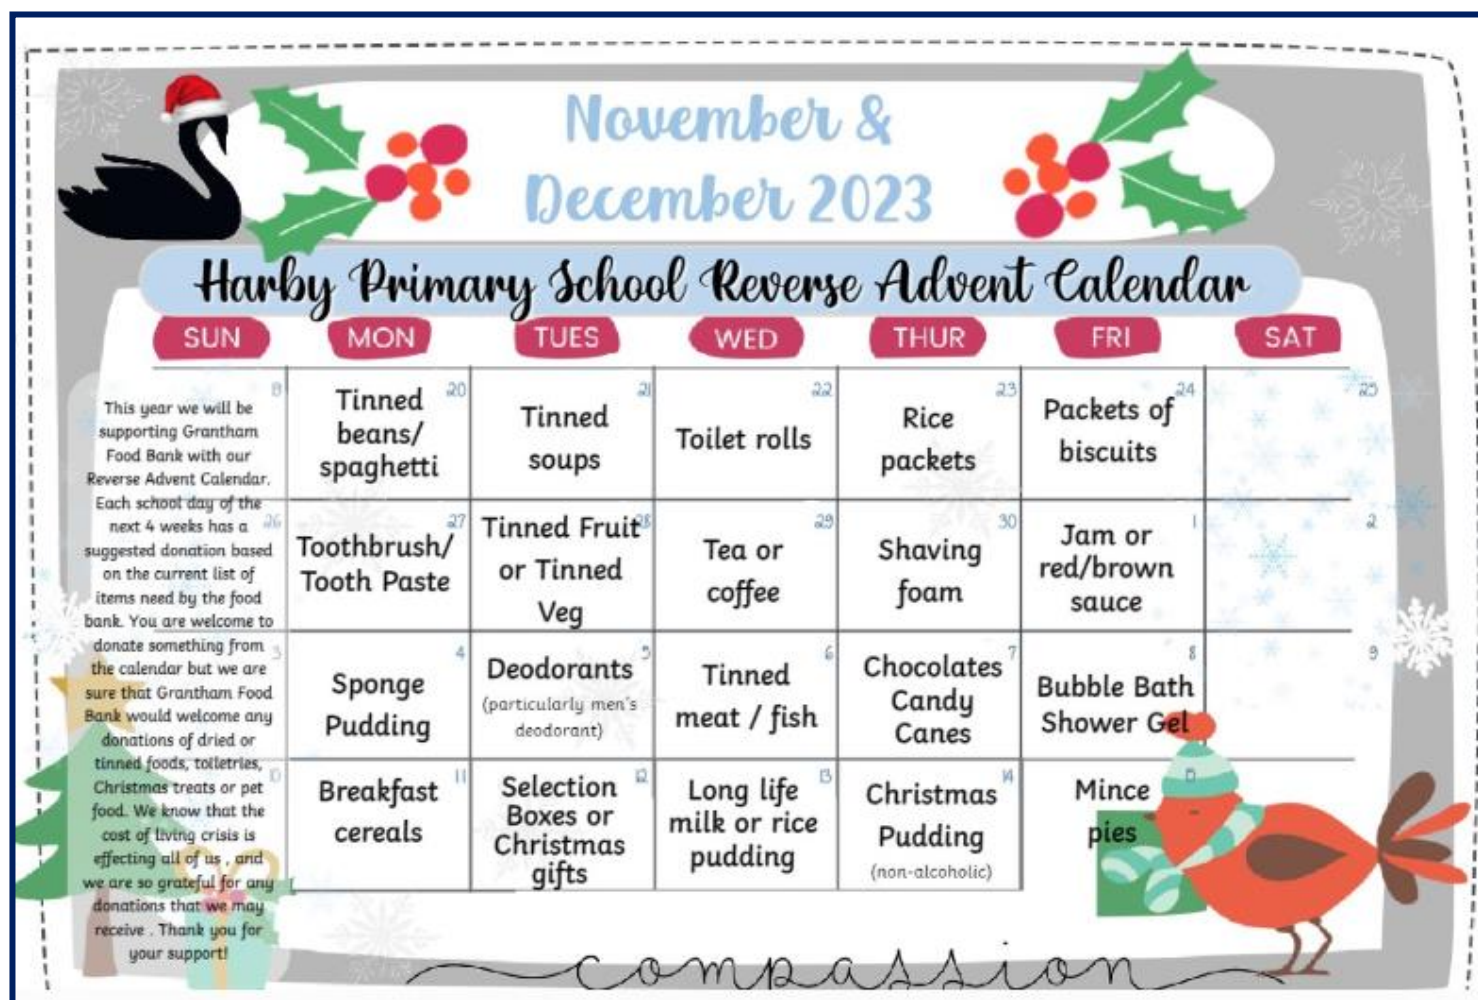 November &
December 2023
Harby Primary School Reverse Advent Calendar
SUN MON TUES WED THUR FRI SAT
This year we will be
supporting Grantham
Food Bank with our
Reverse Advent Calendar.
Each school day of the
next 4 weeks has a
suggested donation based
on the current list of
items need by the food
bank. You are welcome to
donate something from
the calendar but we are
sure that Grantham Food
Bank would welcome any
donations of dried or
tinned foods, toiletries,
Christmas treats or pet
food. We know that the
cost of living crisis is
effecting all of us , and
we are so grateful for any
donations that we may
receive . Thank you for
your support!
20
Tinned
beans/
spaghetti
21
Tinned
soups
22
Toilet rolls
23
Rice
packets
24
Packets of
biscuits
25
26
27
Toothbrush/
Tooth Paste
28
Tinned Fruit
or Tinned
Veg
29
Tea or
coffee
30
Shaving
foam
1
Jam or
red/brown
sauce
2
3
4
Sponge
Pudding
5
Deodorants
(particularly men's
deodorant)
6
Tinned
meat / fish
7
Chocolates
Candy
Canes
8
Bubble Bath
Shower Gel
9
10
11
Breakfast
cereals
12
Selection
Boxes or
Christmas
gifts
13
Long life
milk or rice
pudding
14
Christmas
Pudding
(non-alcoholic)
Mince
pies
compassion